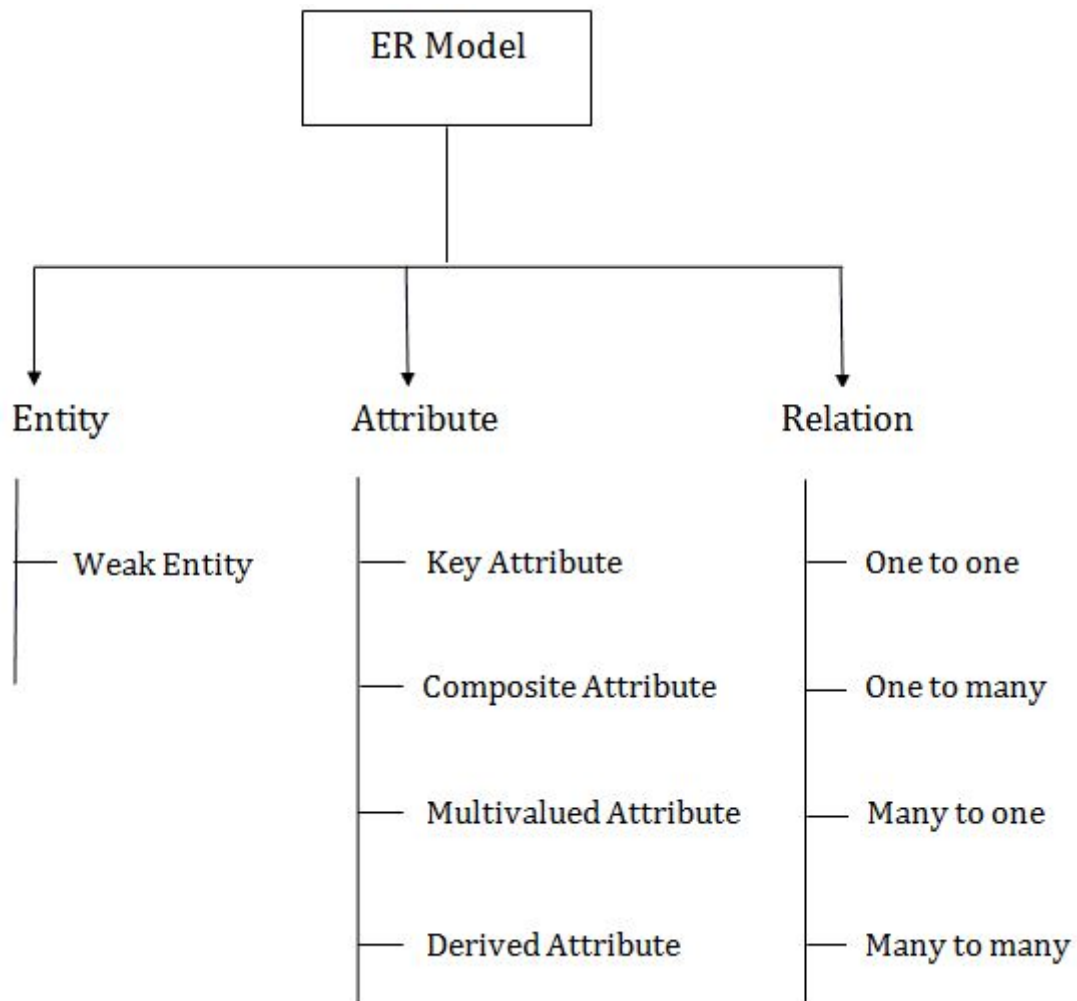 ER Model
Entity
Attribute
Relation
Weak Entity
Key Attribute
One to one
Composite Attribute
One to many
Multivalued Attribute
Many to one
Derived Attribute
Many to many